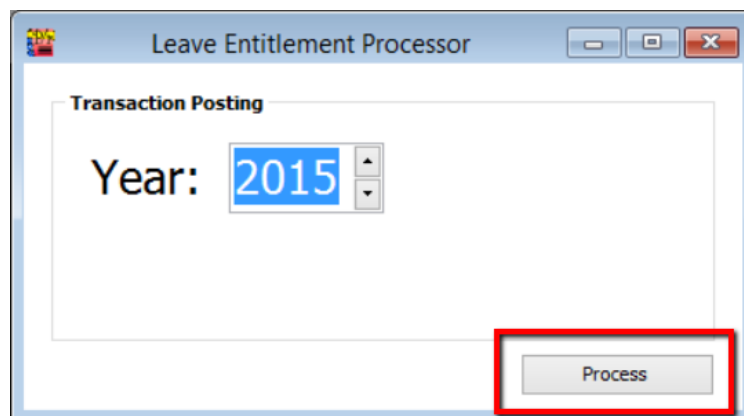 Leave Entitlement Processor
Transaction Posting
Year: 2015
Process